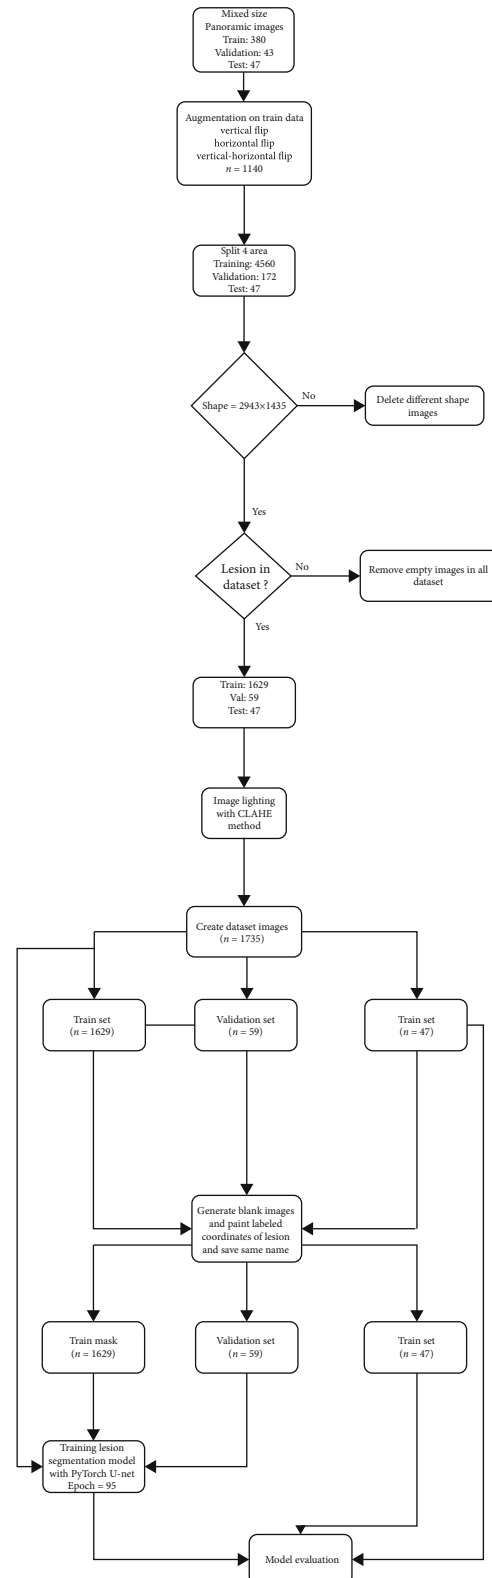 Mixed size
Panoramic images
Train: 380
Validation: 43
Test: 47
Augmentation on train data
vertical flip
horizontal flip
vertical-horizontal flip
n = 1140
Split 4 area
Training: 4560
Validation: 172
Test: 47
Shape = 2943×1435
No
Delete different shape
images
Yes
Lesion in
dataset ?
No
Remove empty images in all
dataset
Yes
Train: 1629
Val: 59
Test: 47
Image lighting
with CLAHE
method
Create dataset images
(n = 1735)
Train set
(n = 1629)
Validation set
(n = 59)
Train set
(n = 47)
Generate blank images
and paint labeled
coordinates of lesion
and save same name
Train mask
(n = 1629)
Validation set
(n = 59)
Train set
(n = 47)
Training lesion
segmentation model
with PyTorch U-net
Epoch = 95
Model evaluation